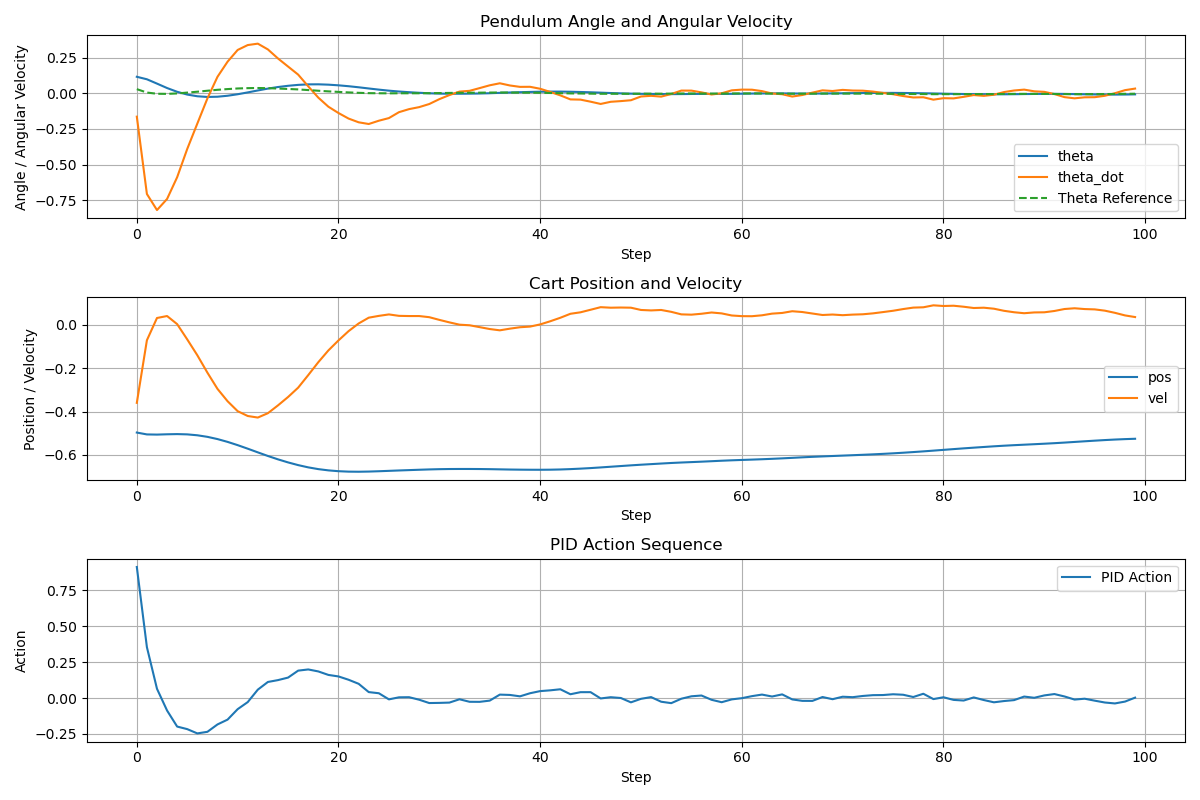 Pendulum Angle and Angular Velocity
Angle / Angular Velocity
0.25
0.00
−0.25
−0.50
−0.75
theta
theta_dot
Theta Reference
0 20 40 60 80 100
Step
Cart Position and Velocity
Position / Velocity
0.0
−0.2
−0.4
−0.6
pos
vel
0 20 40 60 80 100
Step
PID Action Sequence
Action
0.75
0.50
0.25
0.00
−0.25
PID Action
0 20 40 60 80 100
Step